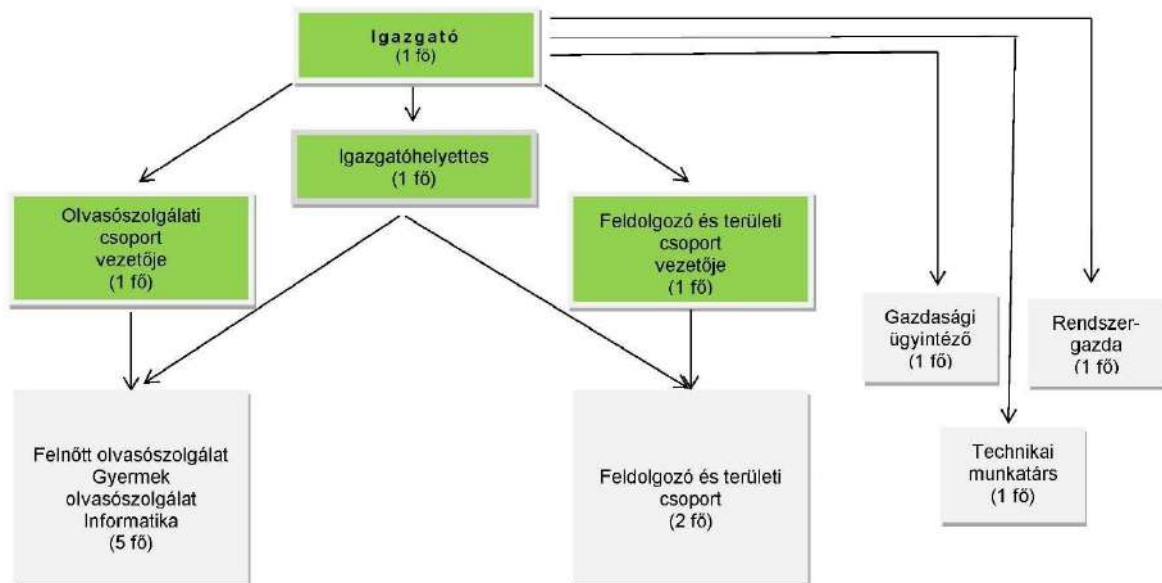 Igazgató
(1 fő)
Igazgatóhelyettes
(1 fő)
Olvasószolgálati
csoport
vezetője
(1 fő)
Feldolgozó és területi
csoport
vezetője
(1 fő)
Gazdasági
ügyintéző
(1 fő)
Rendszer-
gazda
(1 fő)
Felnőtt olvasószolgálat
Gyermek
olvasószolgálat
Informatika
(5 fő)
Feldolgozó és területi
csoport
(2 fő)
Technikai
munkatárs
(1 fő)